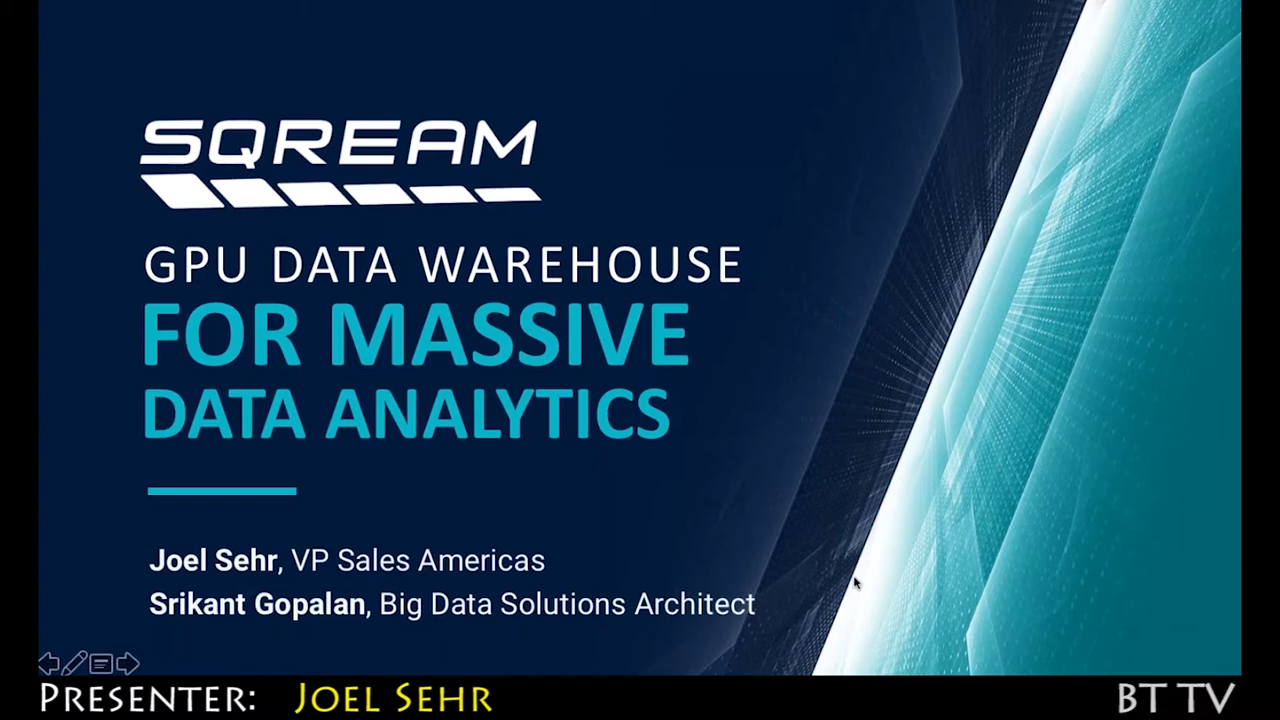 SQREAM
GPU DATA WAREHOUSE
FOR MASSIVE
DATA ANALYTICS
Joel Sehr, VP Sales Americas
Srikant Gopalan, Big Data Solutions Architect
PRESENTER: JOEL SEHR
BT TV